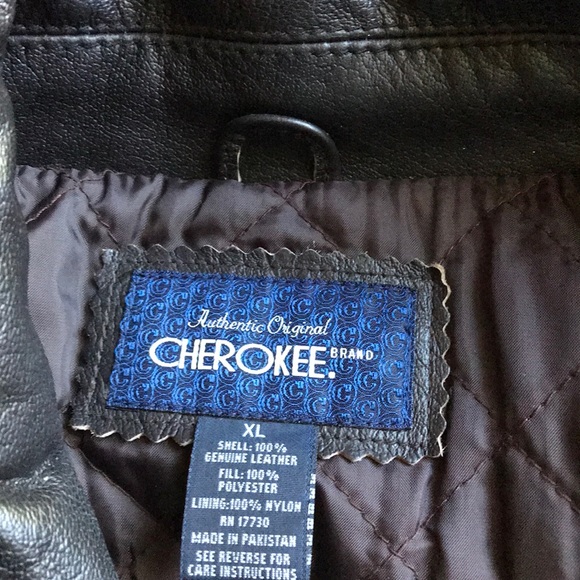 Authentic Original
CHEROKEE. BRAND
XL
SHELL: 100%
GENUINE LEATHER
FILL: 100%
POLYESTER
LINING: 100% NYLON
RN 17730
MADE IN PAKISTAN
SEE REVERSE FOR
CARE INSTRUCTIONS